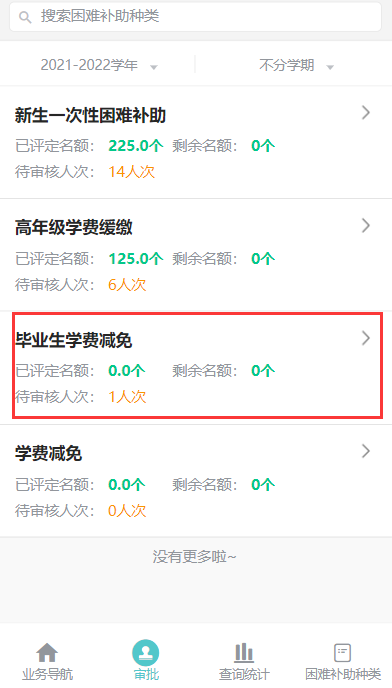 搜索困难补助种类
2021-2022学年 不分学期
新生一次性困难补助
已评定名额： 225.0个 剩余名额： 0个
待审核人次： 14人次
高年级学费缓缴
已评定名额： 125.0个 剩余名额： 0个
待审核人次： 6人次
毕业生学费减免
已评定名额： 0.0个 剩余名额： 0个
待审核人次： 1人次
学费减免
已评定名额： 0.0个 剩余名额： 0个
待审核人次： 0人次
没有更多啦~
业务导航 审批 查询统计 困难补助种类